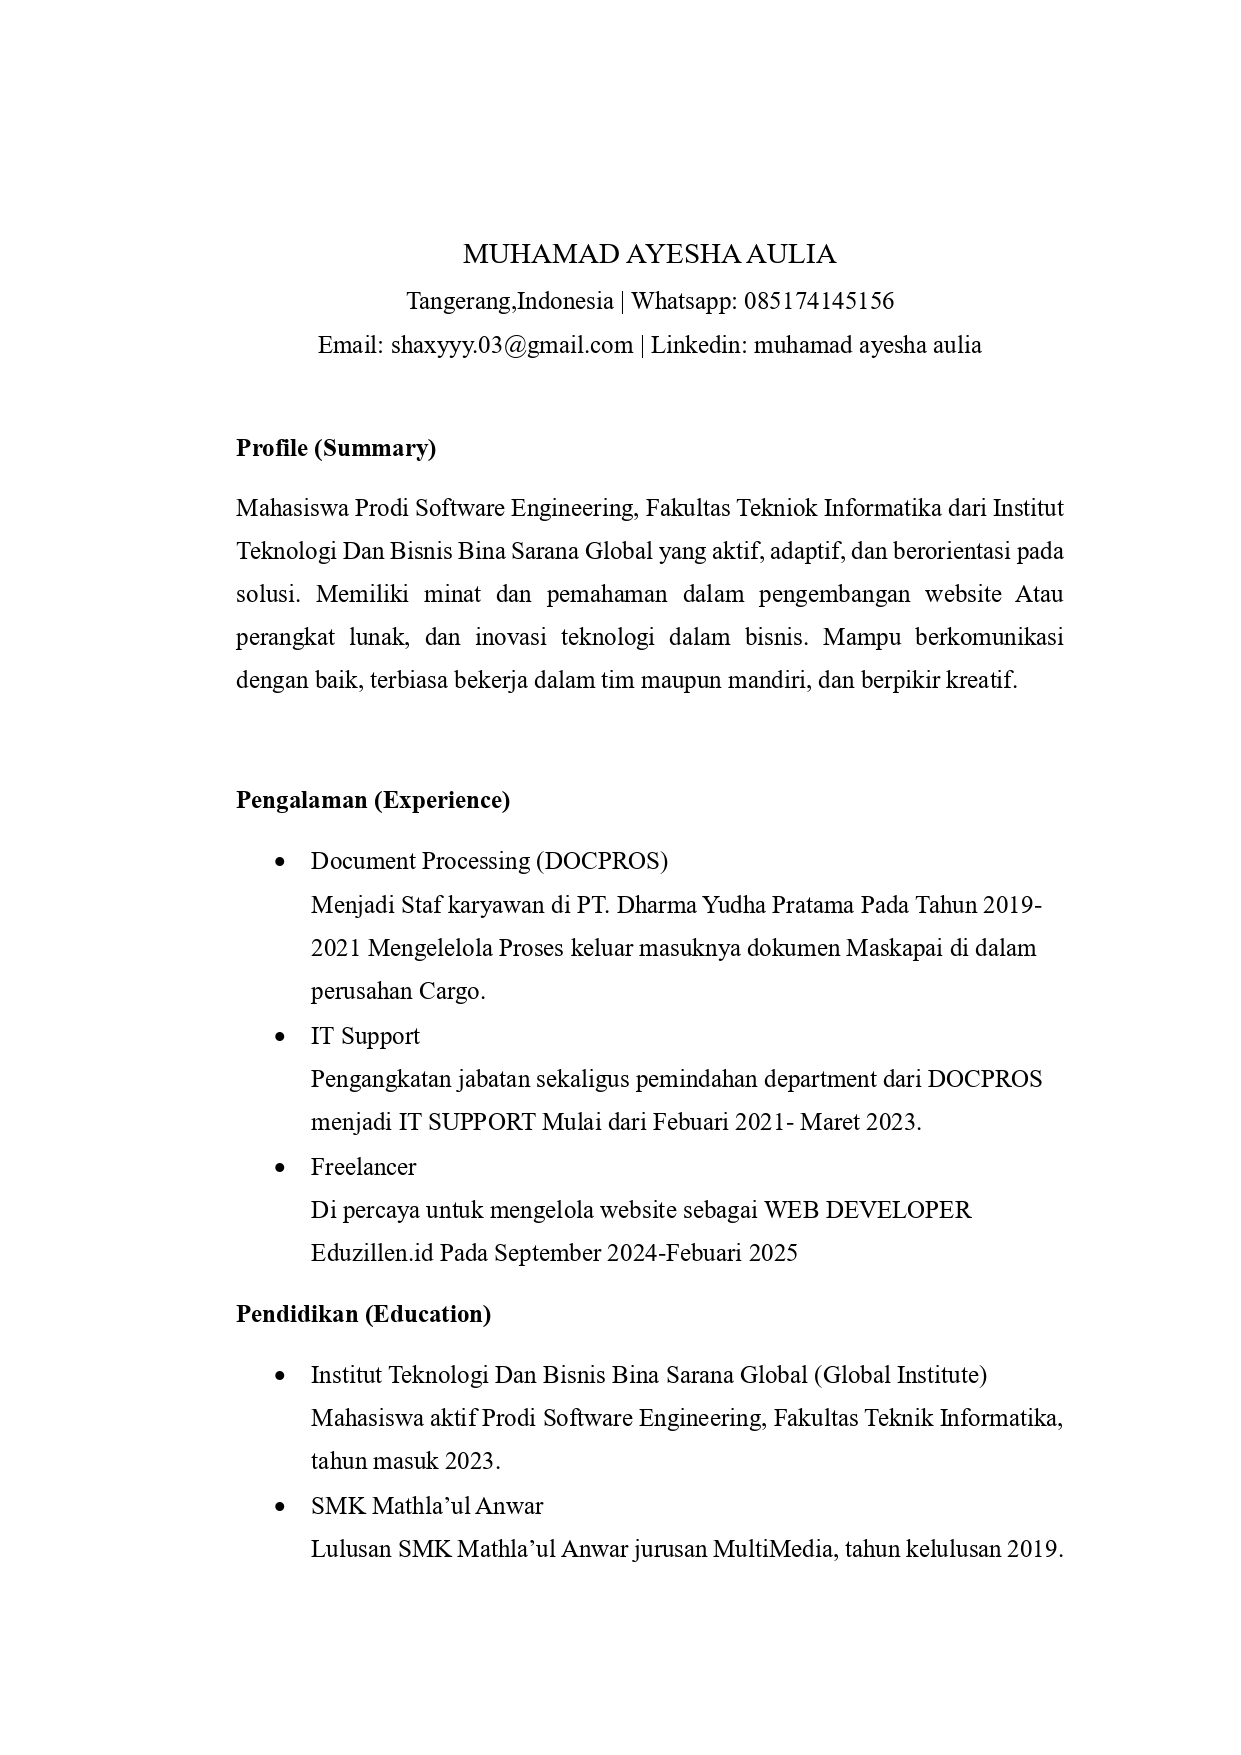 MUHAMAD AYESHA AULIA
Tangerang,Indonesia | Whatsapp: 085174145156
Email: shaxyyy.03@gmail.com | Linkedin: muhamad ayesha aulia
Profile (Summary)
Mahasiswa Prodi Software Engineering, Fakultas Tekniok Informatika dari Institut
Teknologi Dan Bisnis Bina Sarana Global yang aktif, adaptif, dan berorientasi pada
solusi. Memiliki minat dan pemahaman dalam pengembangan website Atau
perangkat lunak, dan inovasi teknologi dalam bisnis. Mampu berkomunikasi
dengan baik, terbiasa bekerja dalam tim maupun mandiri, dan berpikir kreatif.
Pengalaman (Experience)
• Document Processing (DOCPROS)
Menjadi Staf karyawan di PT. Dharma Yudha Pratama Pada Tahun 2019-
2021 Mengelelola Proses keluar masuknya dokumen Maskapai di dalam
perusahan Cargo.
• IT Support
Pengangkatan jabatan sekaligus pemindahan department dari DOCPROS
menjadi IT SUPPORT Mulai dari Febuari 2021- Maret 2023.
• Freelancer
Di percaya untuk mengelola website sebagai WEB DEVELOPER
Eduzillen.id Pada September 2024-Febuari 2025
Pendidikan (Education)
• Institut Teknologi Dan Bisnis Bina Sarana Global (Global Institute)
Mahasiswa aktif Prodi Software Engineering, Fakultas Teknik Informatika,
tahun masuk 2023.
• SMK Mathla’ul Anwar
Lulusan SMK Mathla’ul Anwar jurusan MultiMedia, tahun kelulusan 2019.